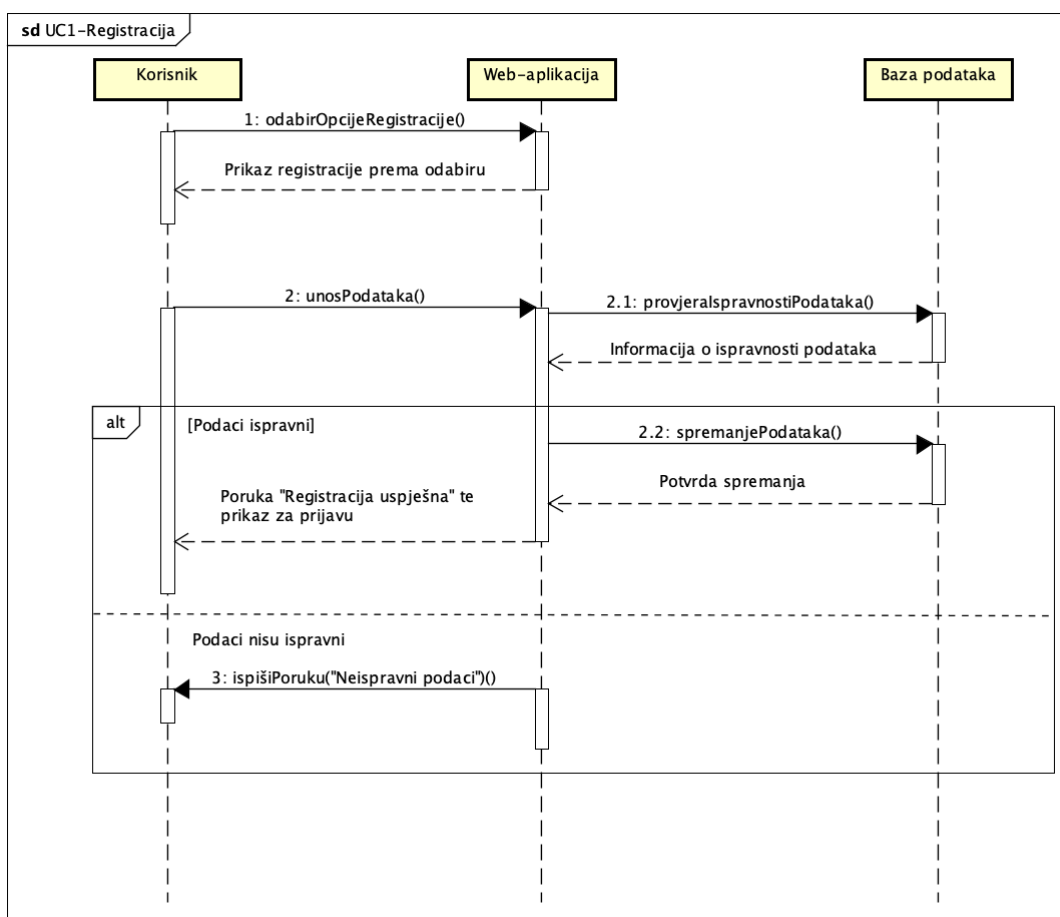 sd UC1-Registracija
Korisnik
Web-aplikacija
Baza podataka
1: odabirOpcijeRegistracije()
Prikaz registracije prema odabiru
2: unosPodataka()
2.1: provjeraIspravnostiPodataka()
Informacija o ispravnosti podataka
alt
[Podaci ispravni]
2.2: spremanjePodataka()
Potvrda spremanja
Poruka "Registracija uspješna" te
prikaz za prijavu
Podaci nisu ispravni
3: ispišiPoruku("Neispravni podaci")()